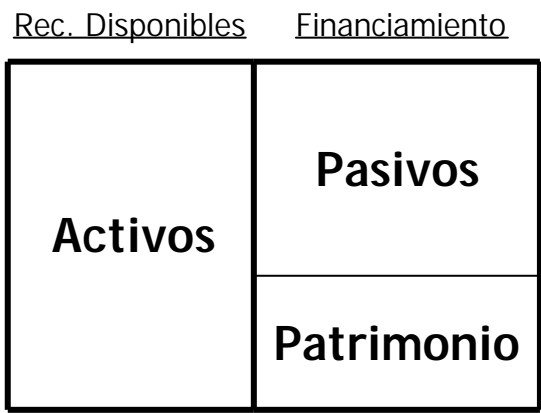 Rec. Disponibles
Financiamiento
Activos
Pasivos
Patrimonio